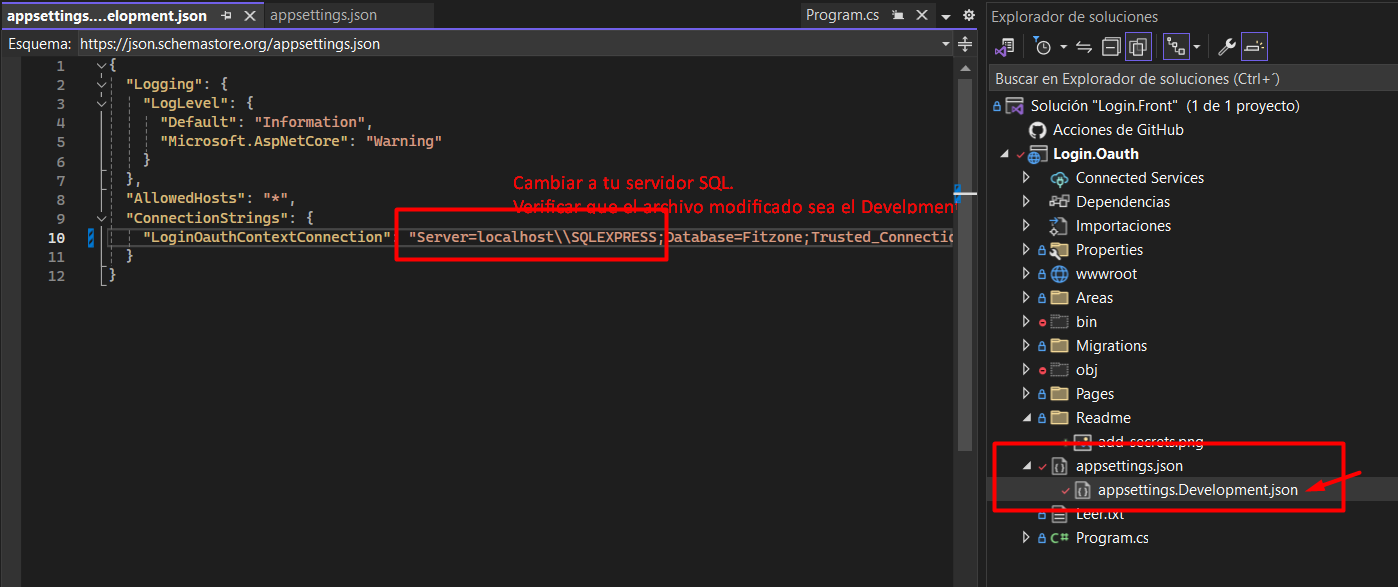 appsettings....elopment.json
appsettings.json
Program.cs
Esquema: https://json.schemastore.org/appsettings.json
1 {
2 "Logging": {
3 "LogLevel": {
4 "Default": "Information",
5 "Microsoft.AspNetCore": "Warning"
6 }
7 },
8 "AllowedHosts": "*",
9 "ConnectionStrings": {
10 "LoginOauthContextConnection": "Server=localhost\\SQLEXPRESS;Database=Fitzone;Trusted_Connectio
11 }
12 }
Cambiar a tu servidor SQL.
Verificar que el archivo modificado sea el Develpment
Explorador de soluciones
Buscar en Explorador de soluciones (Ctrl+´)
Solución "Login.Front" (1 de 1 proyecto)
Acciones de GitHub
Login.Oauth
Connected Services
Dependencias
Importaciones
Properties
wwwroot
Areas
bin
Migrations
obj
Pages
Readme
add-secrets.png
appsettings.json
appsettings.Development.json
Leer.txt
C# Program.cs